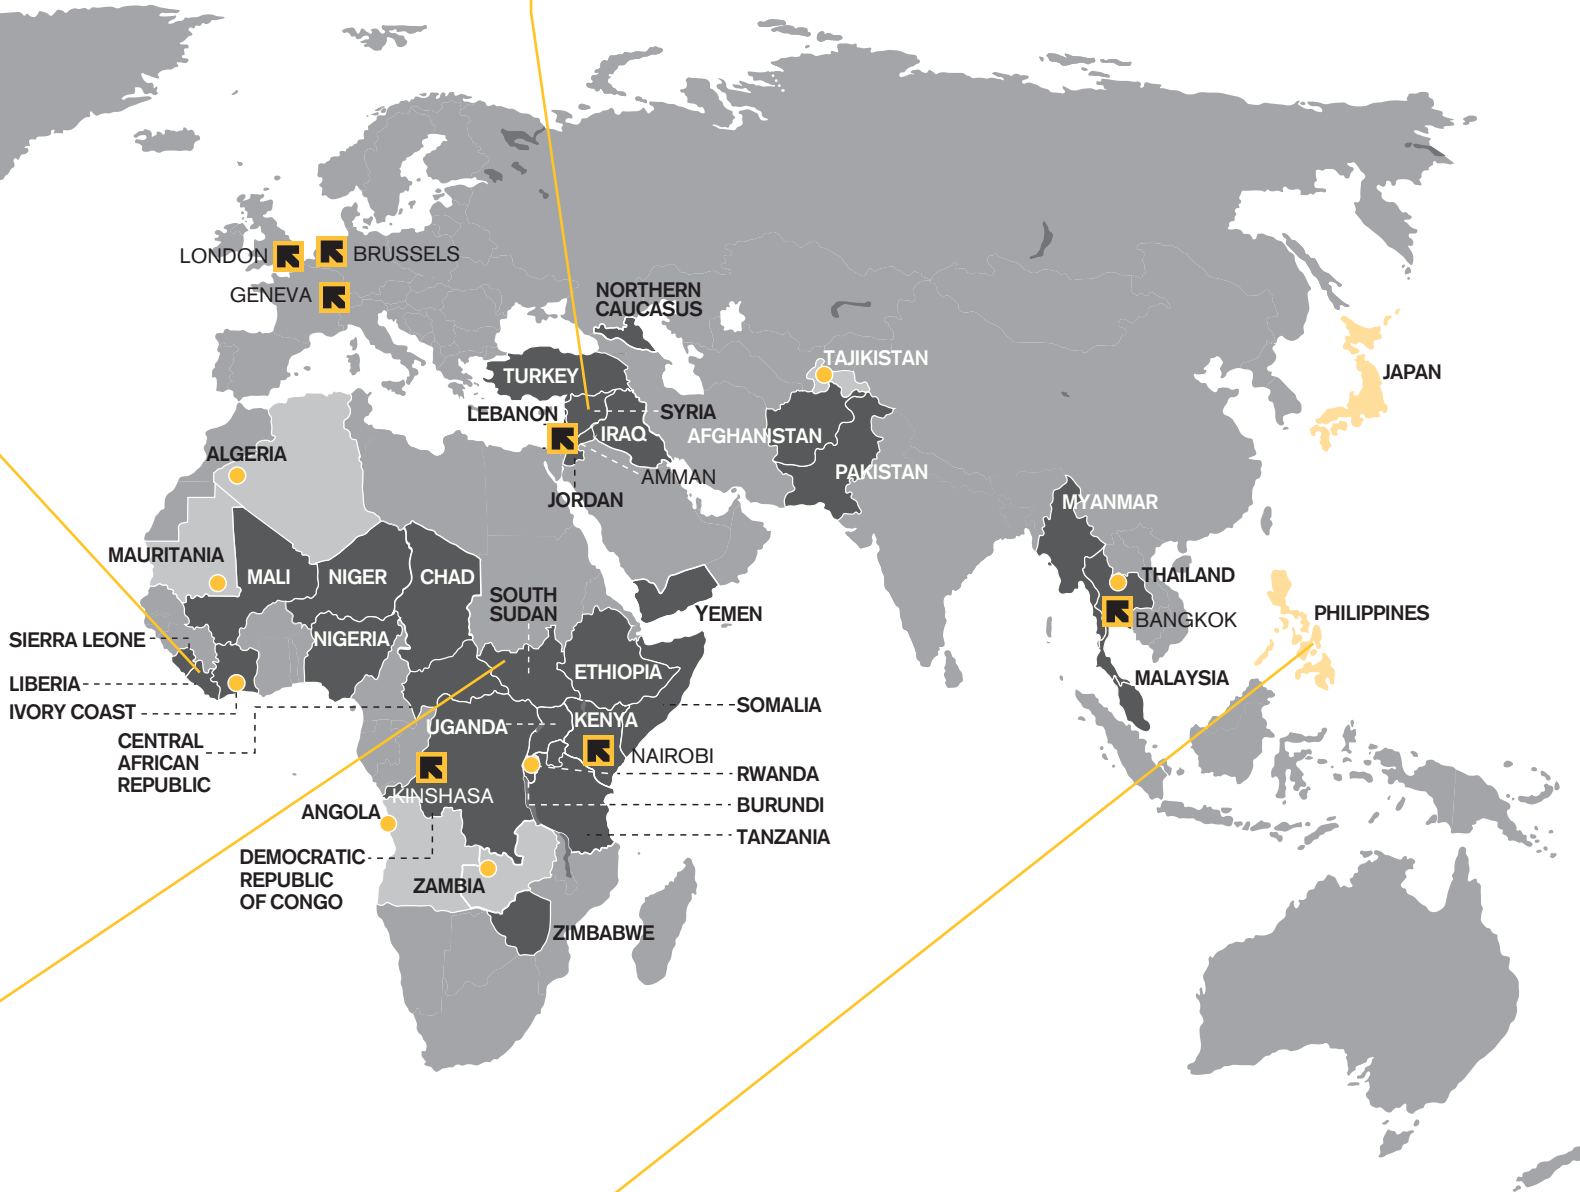 LONDON
BRUSSELS
GENEVA
NORTHERN
CAUCASUS
TAJIKISTAN
TURKEY
JAPAN
LEBANON
SYRIA
IRAQ
AFGHANISTAN
ALGERIA
PAKISTAN
AMMAN
JORDAN
MYANMAR
MAURITANIA
MALI
NIGER
CHAD
THAILAND
SOUTH
SUDAN
YEMEN
PHILIPPINES
BANGKOK
SIERRA LEONE
NIGERIA
ETHIOPIA
MALAYSIA
LIBERIA
IVORY COAST
SOMALIA
UGANDA
KENYA
CENTRAL
AFRICAN
REPUBLIC
NAIROBI
RWANDA
KINSHASA
BURUNDI
ANGOLA
TANZANIA
DEMOCRATIC
REPUBLIC
OF CONGO
ZAMBIA
ZIMBABWE